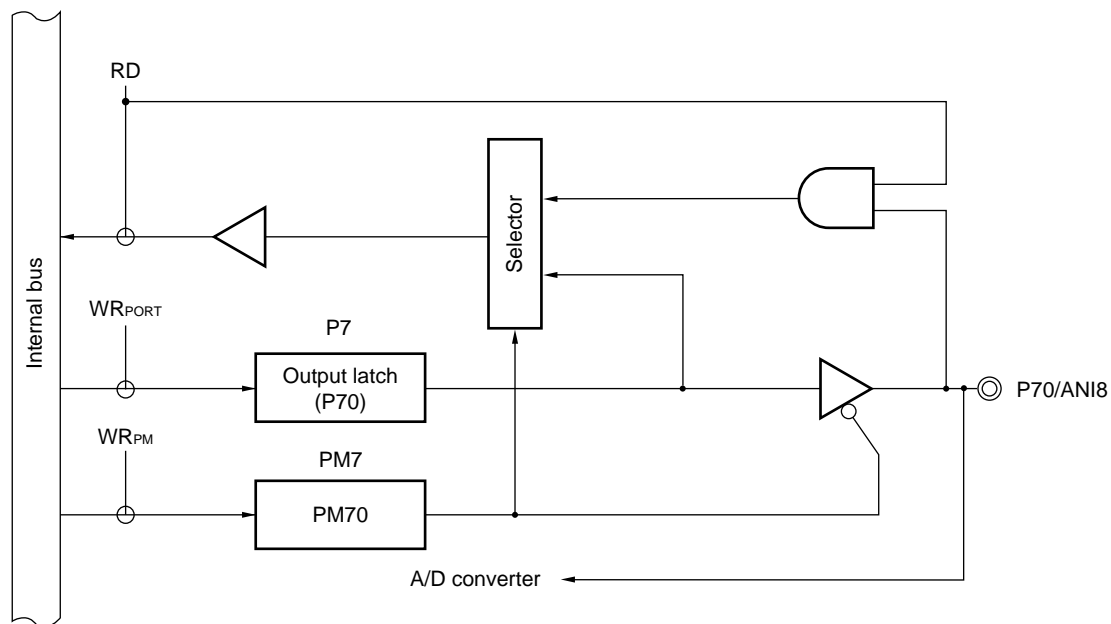 RD
Selector
Internal bus
WRPORT
P7
Output latch
(P70)
P70/ANI8
WRPM
PM7
PM70
A/D converter